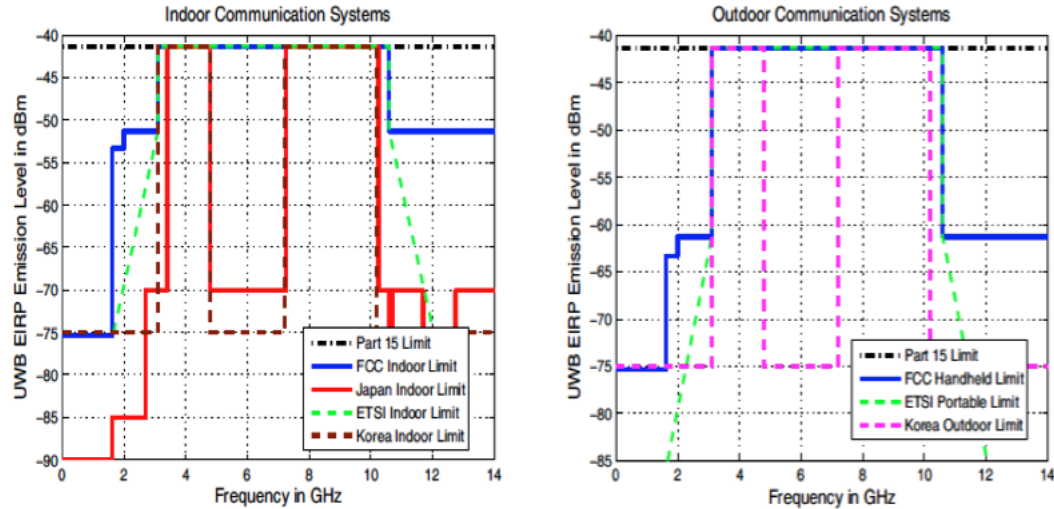 Indoor Communication Systems
UWB EIRP Emission Level in dBm
−40
−45
−50
−55
−60
−65
−70
−75
−80
−85
−90
Part 15 Limit
FCC Indoor Limit
Japan Indoor Limit
ETSI Indoor Limit
Korea Indoor Limit
0 2 4 6 8 10 12 14
Frequency in GHz
Outdoor Communication Systems
UWB EIRP Emission Level in dBm
−40
−45
−50
−55
−60
−65
−70
−75
−80
−85
Part 15 Limit
FCC Handheld Limit
ETSI Portable Limit
Korea Outdoor Limit
0 2 4 6 8 10 12 14
Frequency in GHz